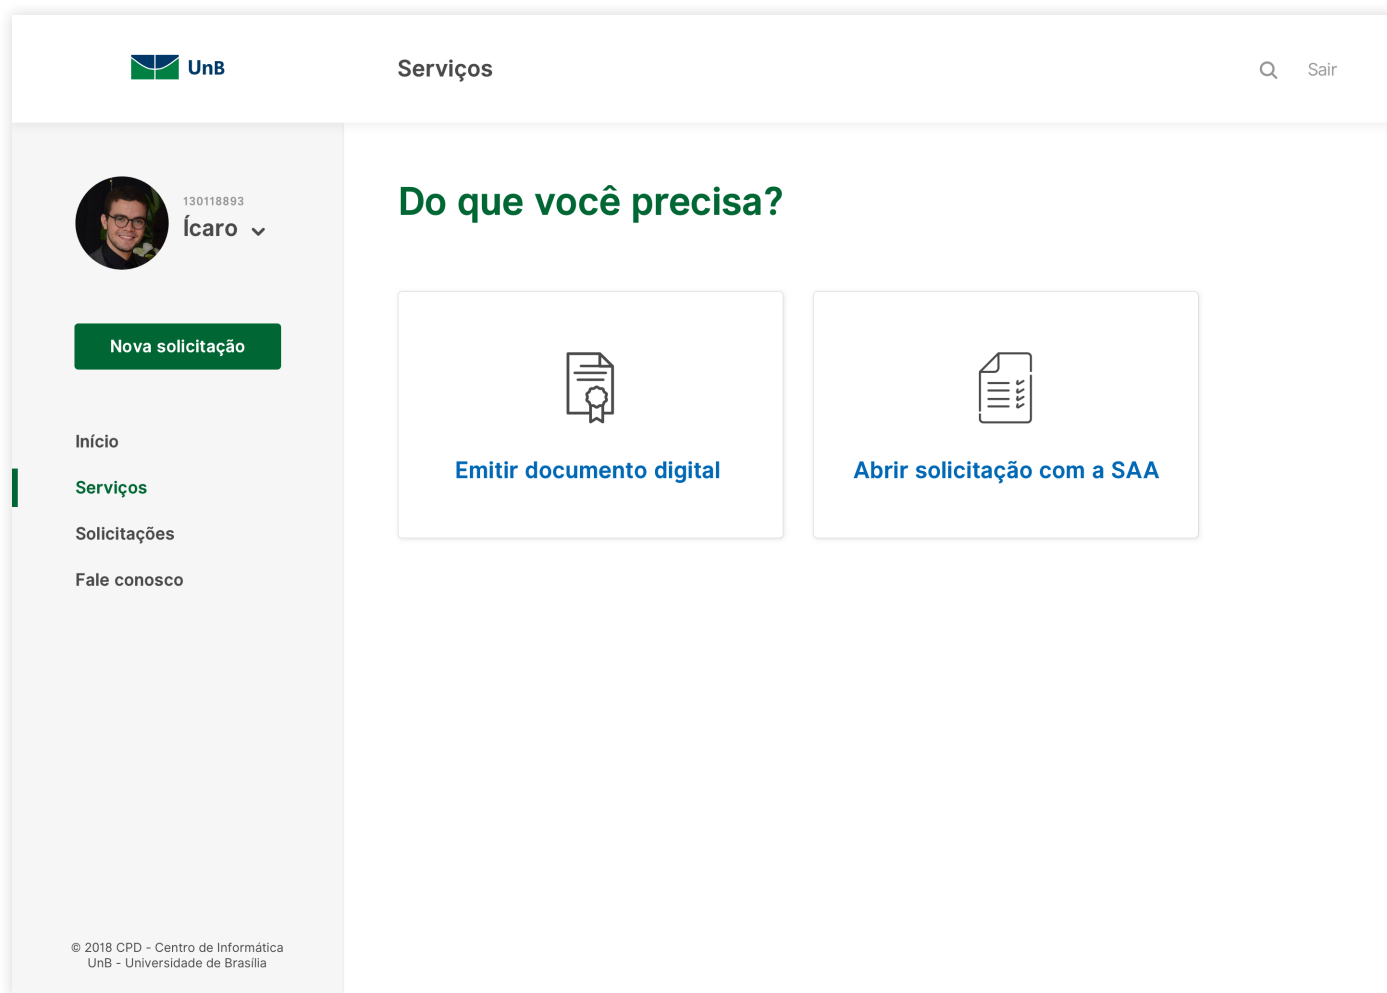 UnB
Serviços
Sair
130118893
Ícaro
Nova solicitação
Início
Serviços
Solicitações
Fale conosco
© 2018 CPD - Centro de Informática
UnB - Universidade de Brasília
Do que você precisa?
Emitir documento digital
Abrir solicitação com a SAA